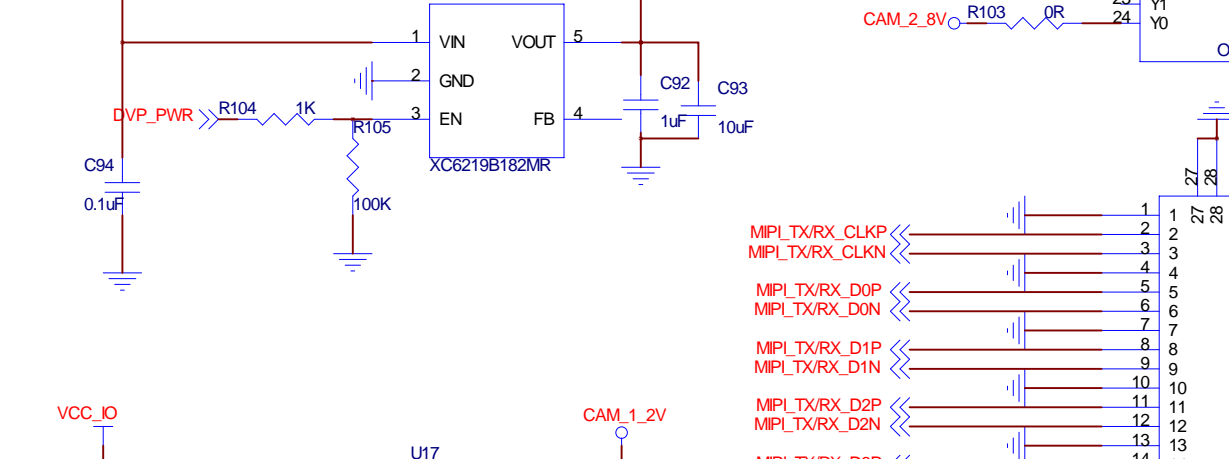 CAM_2_8V R103 0R 24 Y0
Y1
1 VIN VOUT 5
2 GND
C92
1uF
C93
10uF
DVP_PWR R104 1K
R105
3 EN FB 4
XC6219B182MR
C94
0.1uF
100K
27 28
27 28
1 1
MIPI_TX/RX_CLKP 2 2
MIPI_TX/RX_CLKN 3 3
4 4
MIPI_TX/RX_D0P 5 5
MIPI_TX/RX_D0N 6 6
7 7
MIPI_TX/RX_D1P 8 8
MIPI_TX/RX_D1N 9 9
10 10
MIPI_TX/RX_D2P 11 11
MIPI_TX/RX_D2N 12 12
13 13
VCC_IO
CAM_1_2V
U17